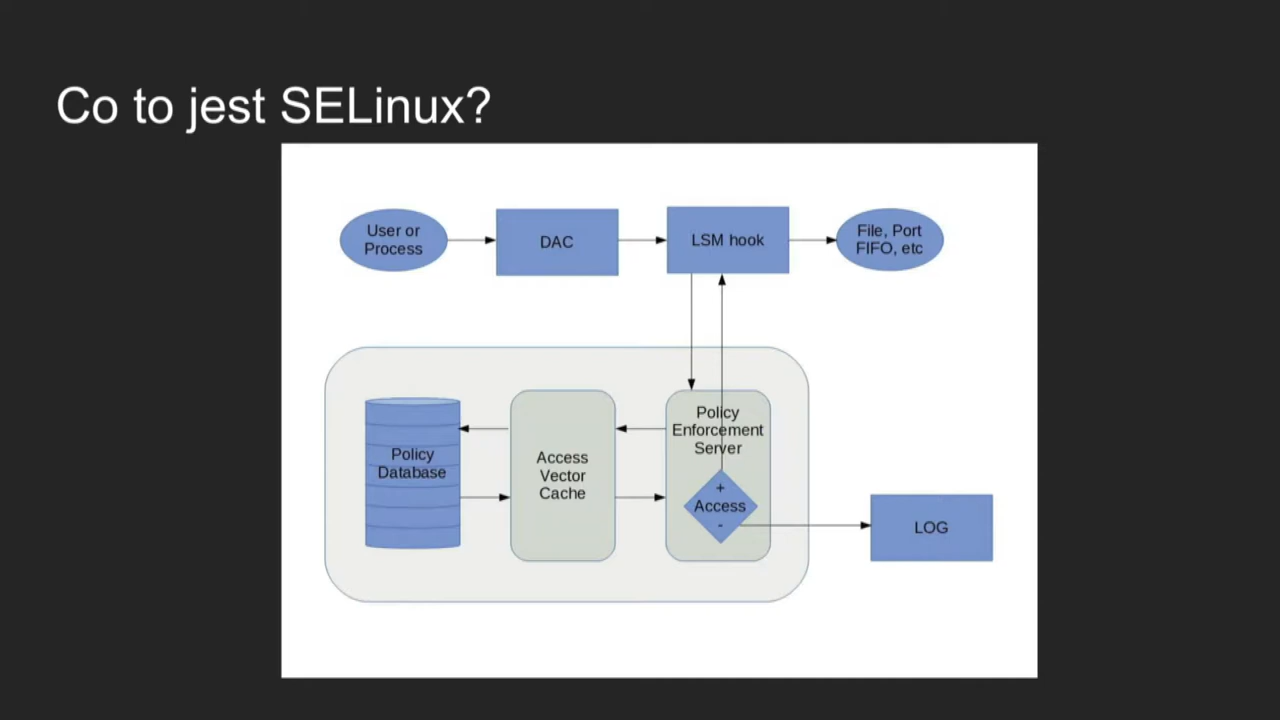 Co to jest SELinux?
User or
Process
DAC
LSM hook
File, Port
FIFO, etc
Policy
Database
Access
Vector
Cache
Policy
Enforcement
Server
+
Access
-
LOG